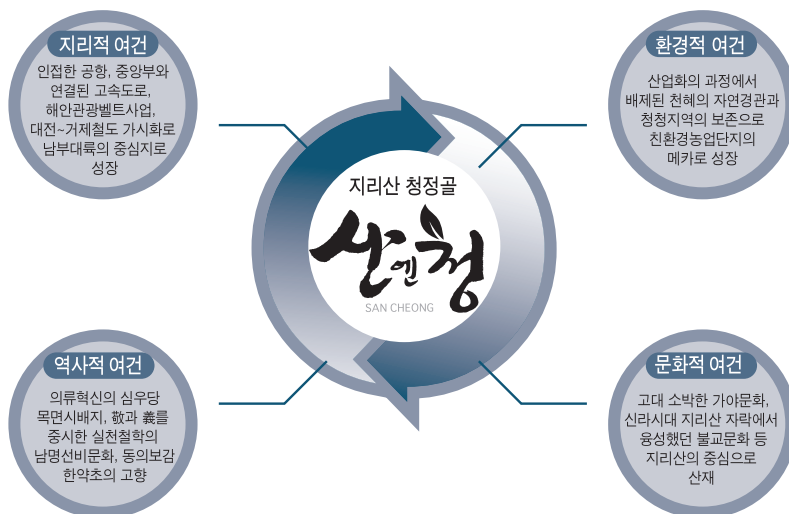 지리적 여건
인접한 공항, 중앙부와
연결된 고속도로,
해안관광벨트사업,
대전~거제철도 가시화로
남부대륙의 중심지로
성장
환경적 여건
산업화의 과정에서
배제된 천혜의 자연경관과
청청지역의 보존으로
친환경농업단지의
메카로 성장
지리산 청정골
산엔청
SAN CHEONG
역사적 여건
의류혁신의 심우당
목면시배지, 敬과 義를
중시한 실천철학의
남명선비문화, 동의보감
한약초의 고향
문화적 여건
고대 소박한 가야문화,
신라시대 지리산 자락에서
융성했던 불교문화 등
지리산의 중심으로
산재